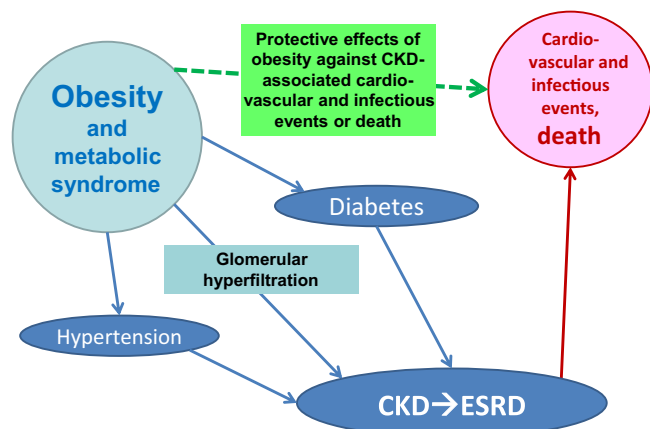 Obesity
and
metabolic
syndrome
Protective effects of
obesity against CKD-
associated cardio-
vascular and infectious
events or death
Cardio-
vascular and
infectious
events,
death
Diabetes
Glomerular
hyperfiltration
Hypertension
CKD→ESRD